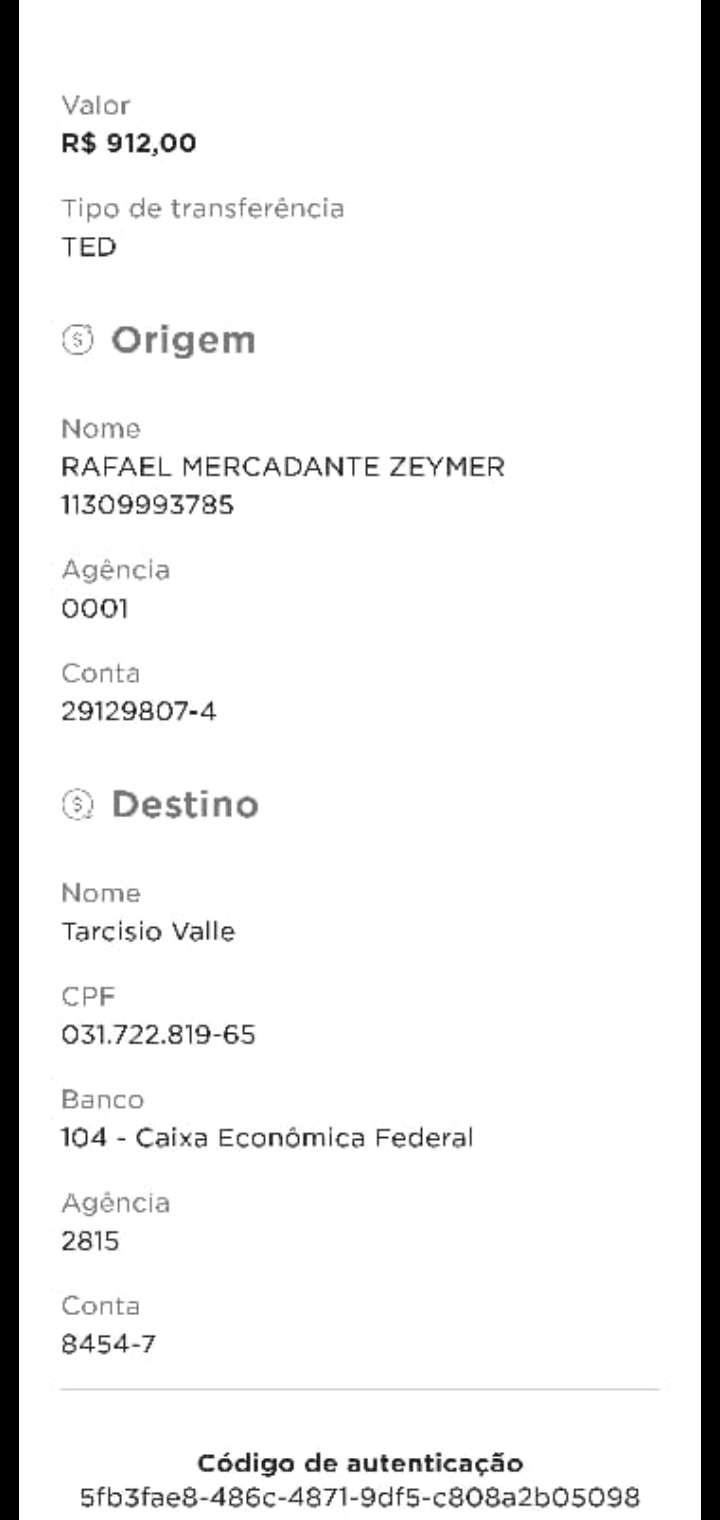 Valor
R$ 912,00
Tipo de transferência
TED
Origem
Nome
RAFAEL MERCADANTE ZEYMER
11309993785
Agência
0001
Conta
29129807-4
Destino
Nome
Tarcisio Valle
CPF
031.722.819-65
Banco
104 - Caixa Econômica Federal
Agência
2815
Conta
8454-7
Código de autenticação
5fb3fae8-486c-4871-9df5-c808a2b05098